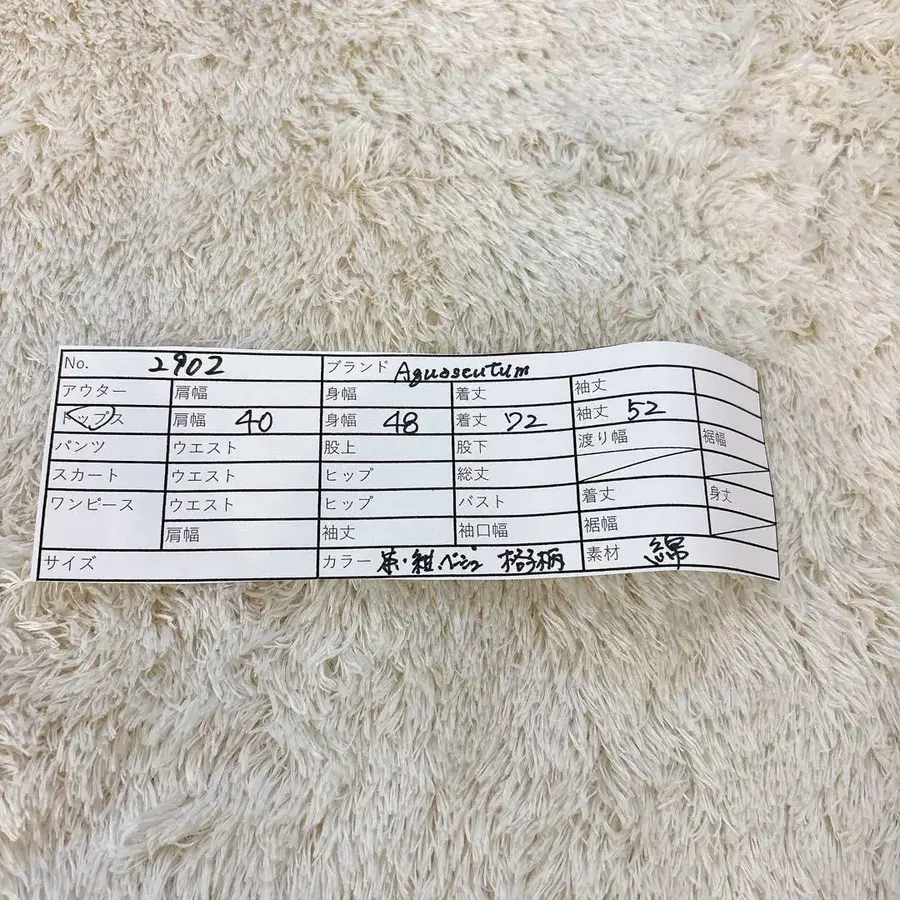 No. 2902 ブランド Aquascutum
アウター 肩幅 身幅 着丈 袖丈
トップス 肩幅 40 身幅 48 着丈 72 袖丈 52
パンツ ウエスト 股上 股下 渡り幅 裾幅
スカート ウエスト ヒップ 総丈
ワンピース ウエスト ヒップ バスト 着丈 身丈
肩幅 袖丈 袖口幅 裾幅
サイズ カラー 茶・紺ベージュ 格子柄 素材 綿